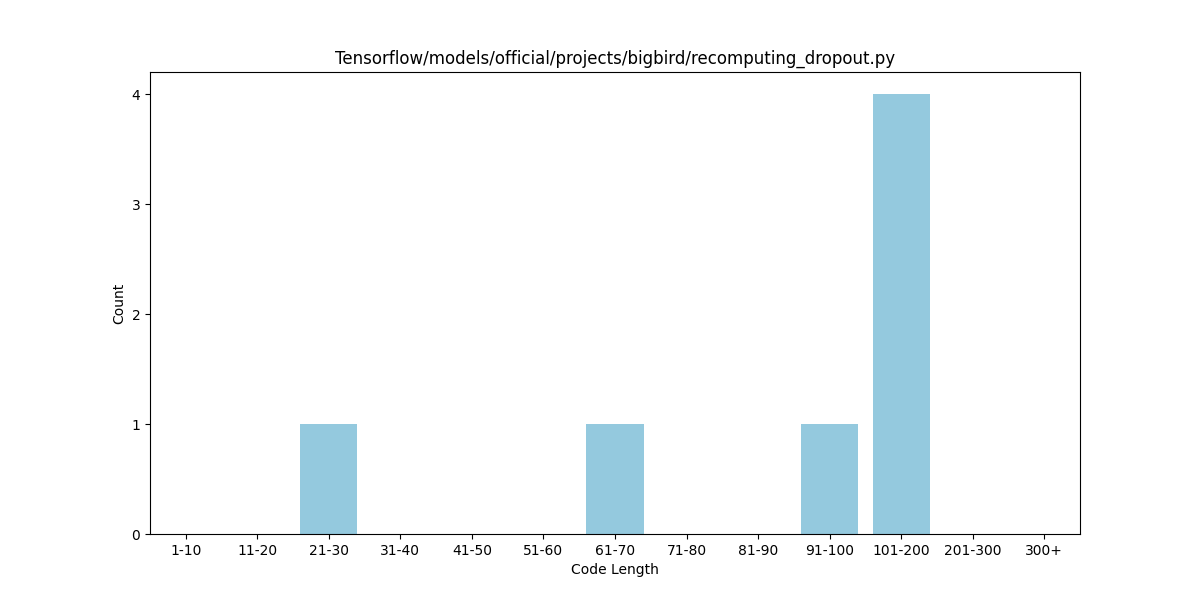 Tensorflow/models/official/projects/bigbird/recomputing_dropout.py
4
3
2
1
0
Count
1-10 11-20 21-30 31-40 41-50 51-60 61-70 71-80 81-90 91-100 101-200 201-300 300+
Code Length